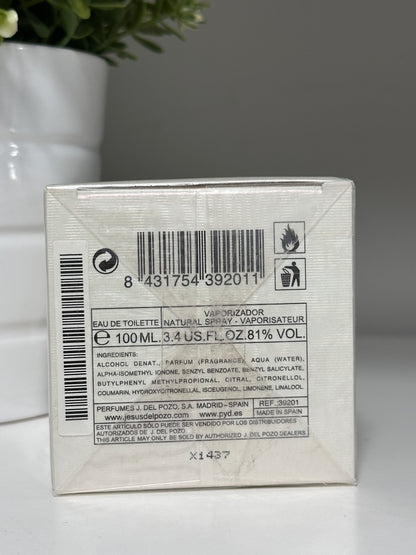 8 431754 392011
VAPORIZADOR
EAU DE TOILETTE NATURAL SPRAY - VAPORISATEUR
e 100 ML. 3.4 US.FL.OZ. 81% VOL.
INGREDIENTS:
ALCOHOL DENAT., PARFUM (FRAGRANCE), AQUA (WATER),
ALPHA-ISOMETHYL IONONE, BENZYL BENZOATE, BENZYL SALICYLATE,
BUTYLPHENYL METHYLPROPIONAL, CITRAL, CITRONELLOL,
COUMARIN, HYDROXYCITRONELLAL, ISOEUGENOL, LIMONENE, LINALOOL
PERFUMES J. DEL POZO, S.A. MADRID-SPAIN REF.:39201
www.jesusdelpozo.com www.pyd.es MADE IN SPAIN
ESTE ARTICULO SÓLO PUEDE SER VENDIDO POR LOS DISTRIBUIDORES
AUTORIZADOS DE J. DEL POZO
THIS ARTICLE MAY ONLY BE SOLD BY AUTHORIZED J. DEL POZO DEALERS
Xi437